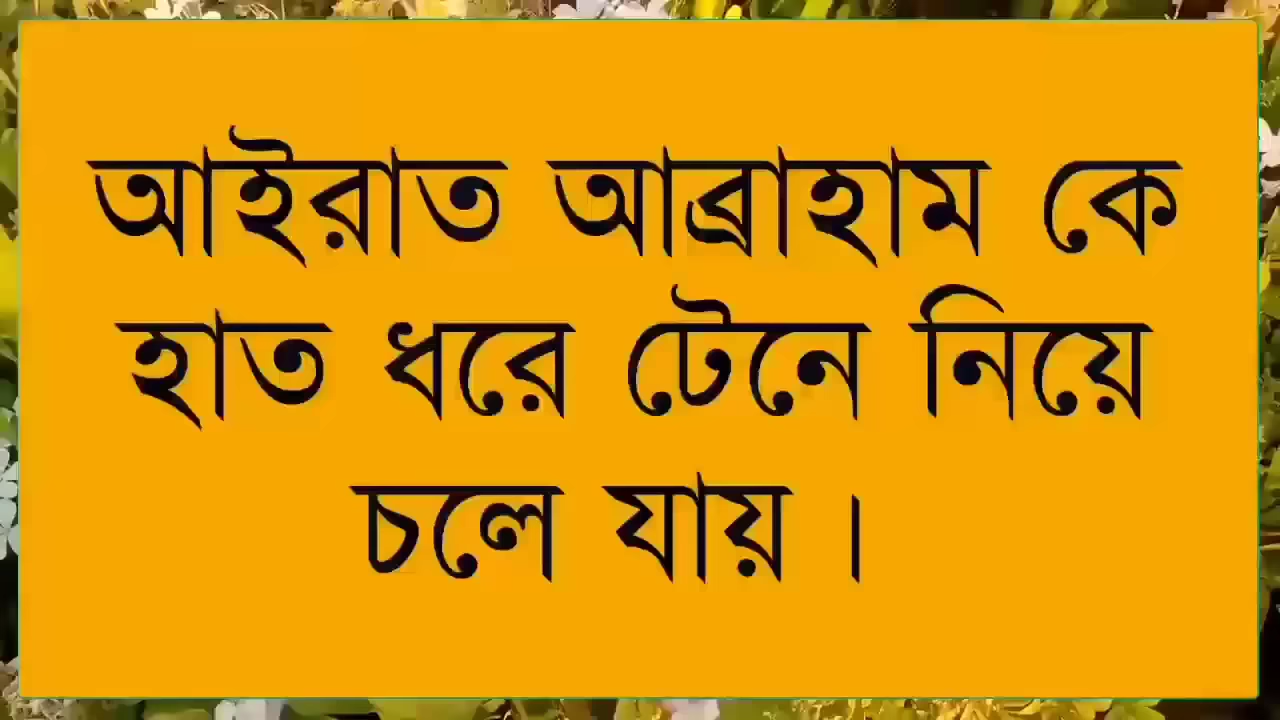 আইরাত আব্রাহাম কে
হাত ধরে টেনে নিয়ে
চলে যায় ।